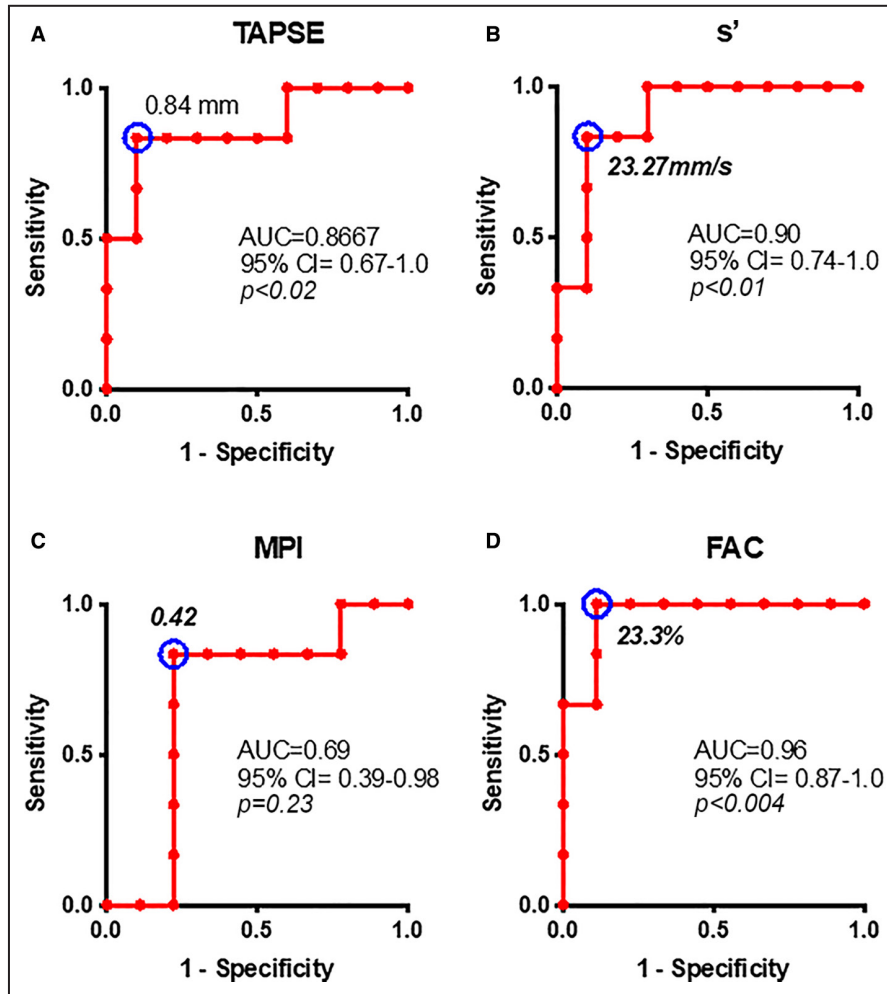 A
TAPSE
0.84 mm
Sensitivity
1.0
0.5
0.0
AUC=0.8667
95% CI= 0.67-1.0
p<0.02
0.0
0.5
1.0
1 - Specificity
B
s’
23.27mm/s
Sensitivity
1.0
0.5
0.0
AUC=0.90
95% CI= 0.74-1.0
p<0.01
0.0
0.5
1.0
1 - Specificity
C
MPI
0.42
Sensitivity
1.0
0.5
0.0
AUC=0.69
95% CI= 0.39-0.98
p=0.23
0.0
0.5
1.0
1 - Specificity
D
FAC
23.3%
Sensitivity
1.0
0.5
0.0
AUC=0.96
95% CI= 0.87-1.0
p<0.004
0.0
0.5
1.0
1 - Specificity